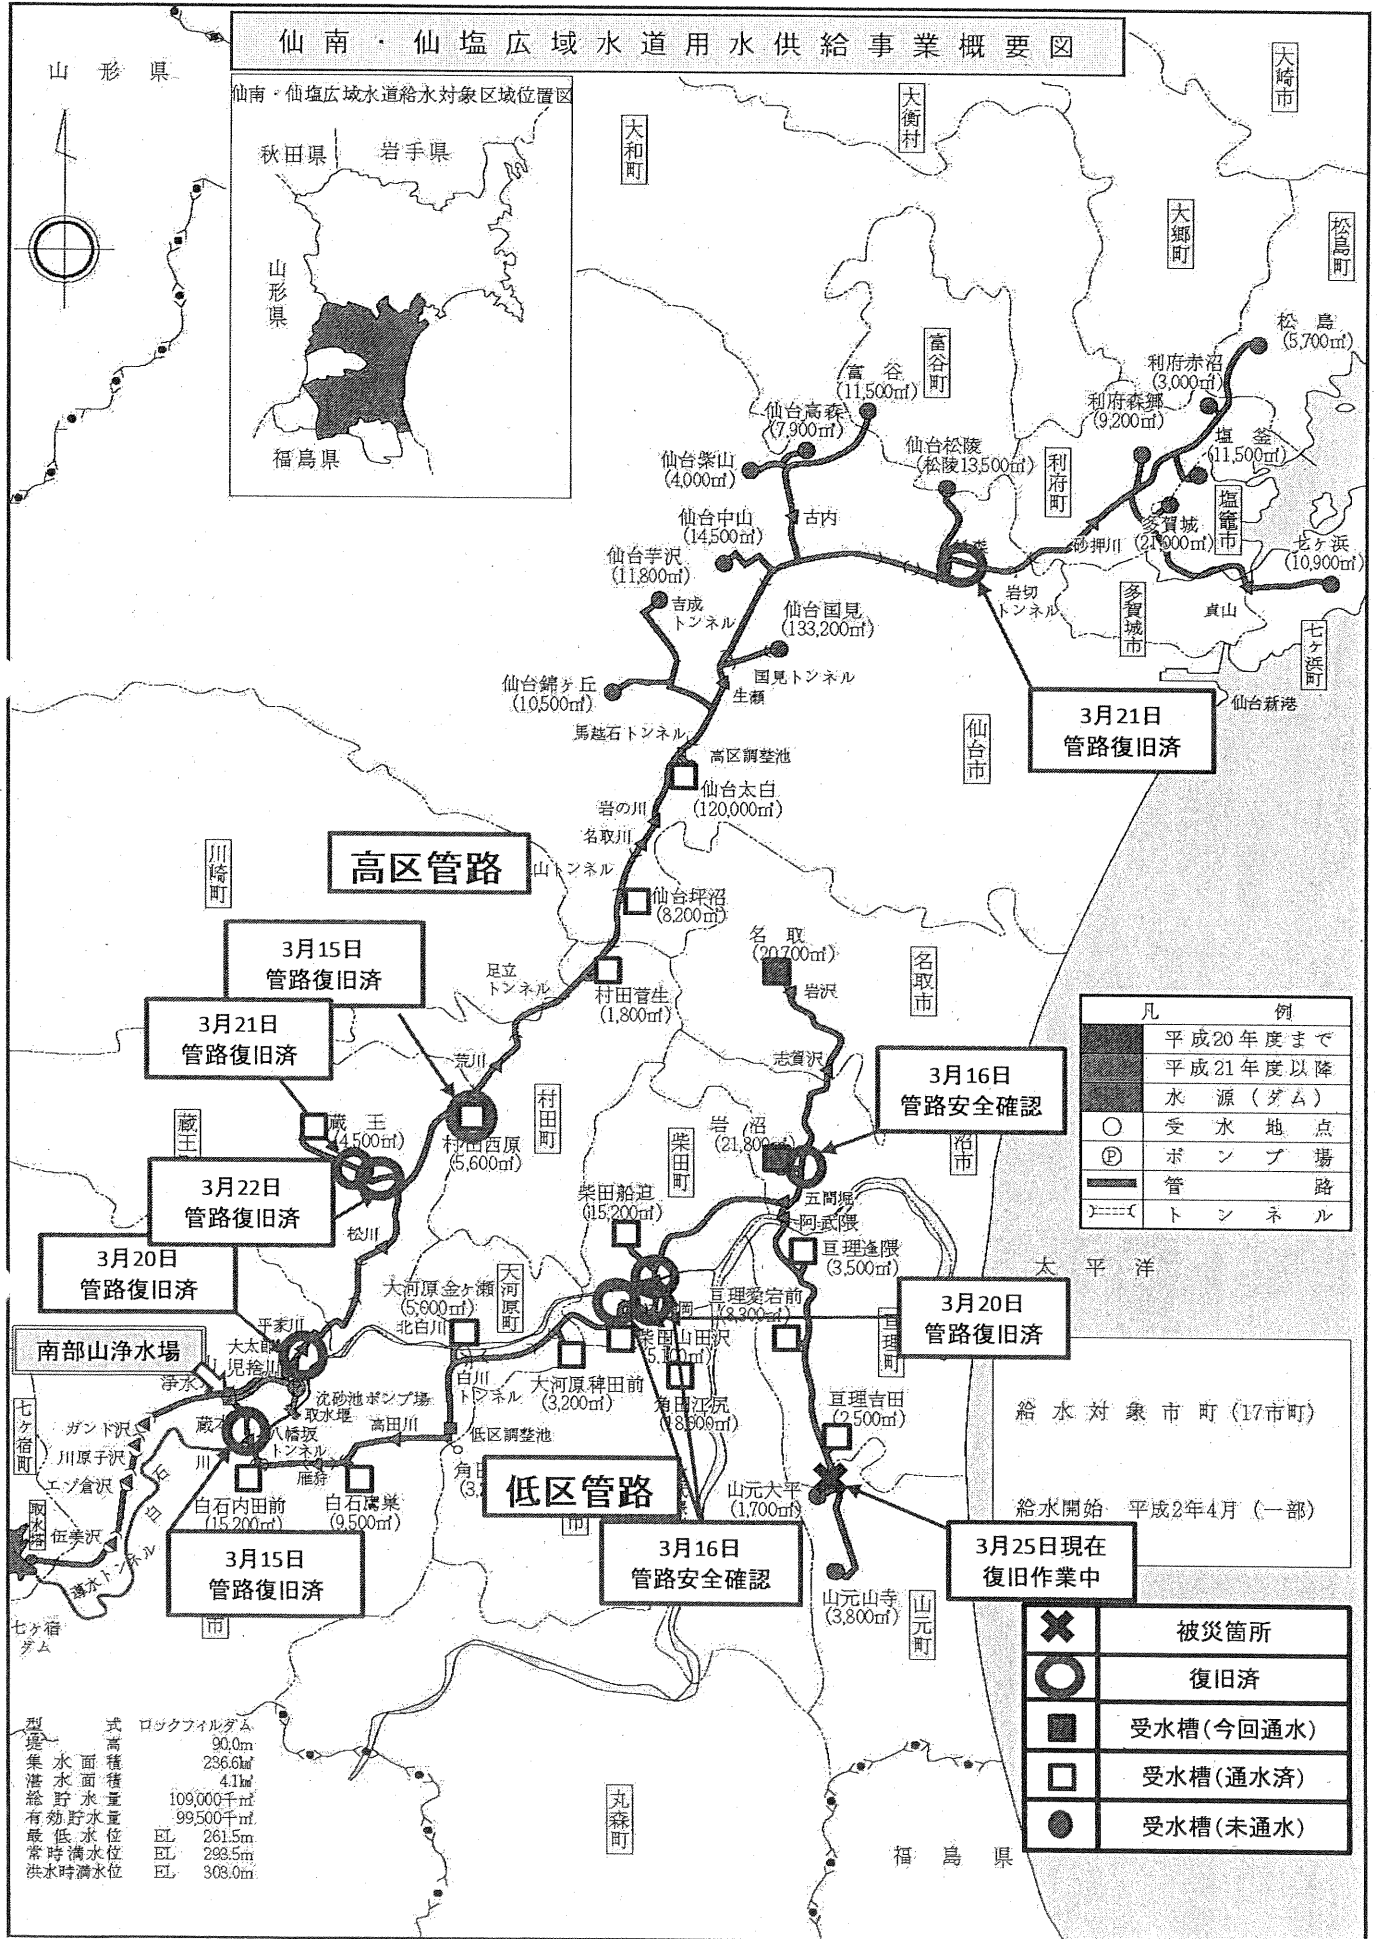 仙南・仙塩広域水道用水供給事業概要図
山形県
仙南・仙塩広域水道給水対象区域位置図
秋田県
岩手県
山形県
福島県
大和町
大衡村
大崎市
大郷町
松島町
富谷町
松島
(5,700㎥)
利府赤沼
(3,000㎥)
利府森郷
(9,200㎥)
富谷
(11,500㎥)
仙台高森
(7,900㎥)
仙台松陵
(松陵13,500㎥)
利府町
塩釜
(11,500㎥)
仙台紫山
(4,000㎥)
塩竈市
仙台中山
(14,500㎥)
古内
砂押川
多賀城
(21,000㎥)
七ヶ浜
(10,900㎥)
仙台芋沢
(11,800㎥)
岩切
トンネル
吉成
トンネル
仙台国見
(133,200㎥)
多賀城市
貞山
七ヶ浜町
国見トンネル
仙台錦ヶ丘
(10,500㎥)
生瀬
仙台新港
3月21日
管路復旧済
馬越石トンネル
仙台市
高区調整池
仙台太白
(120,000㎥)
岩の川
名取川
川崎町
高区管路
山トンネル
仙台坪沼
(8,200㎥)
3月15日
管路復旧済
名取
(20,700㎥)
名取市
足立
トンネル
村田菅生
(1,800㎥)
岩沢
3月21日
管路復旧済
凡例
平成20年度まで
平成21年度以降
水源(ダム)
受水地点
Ⓟ ポンプ場
管路
トンネル
荒川
志賀沢
3月16日
管路安全確認
村田町
蔵王
(4,500㎥)
村田西原
(5,600㎥)
柴田町
岩沼
(21,800㎥)
沼市
3月22日
管路復旧済
柴田船迫
(15,200㎥)
五間堀
阿武隈
松川
亘理逢隈
(3,500㎥)
太平洋
3月20日
管路復旧済
大河原金ヶ瀬
(5,600㎥)
大河原町
北白川
亘理愛宕前
(8,300㎥)
3月20日
管路復旧済
亘理町
平家川
大太郎
児捨川
南部山浄水場
柴田山田沢
白川
トンネル
大河原稗田前
(3,200㎥)
角田江尻
(18,600㎥)
沈砂池ポンプ場
取水堰
七ヶ宿町
ガンド沢
川原子沢
エゾ倉沢
八幡坂
トンネル
高田川
低区調整池
亘理吉田
(2,500㎥)
給水対象市町(17市町)
雁狩
白石内田前
(15,200㎥)
白石鷹巣
(9,500㎥)
低区管路
山元大平
(1,700㎥)
給水開始 平成2年4月(一部)
取水塔
伍美沢
導水トンネル
3月15日
管路復旧済
3月16日
管路安全確認
3月25日現在
復旧作業中
山元山寺
(3,800㎥)
山元町
七ヶ宿
ダム
市
被災箇所
復旧済
受水槽(今回通水)
受水槽(通水済)
受水槽(未通水)
型式 ロックフィルダム
堤高 90.0m
集水面積 236.6㎢
湛水面積 4.1㎢
総貯水量 109,000千㎥
有効貯水量 99,500千㎥
最低水位 EL 261.5m
常時満水位 EL 293.5m
洪水時満水位 EL 303.0m
丸森町
福島県